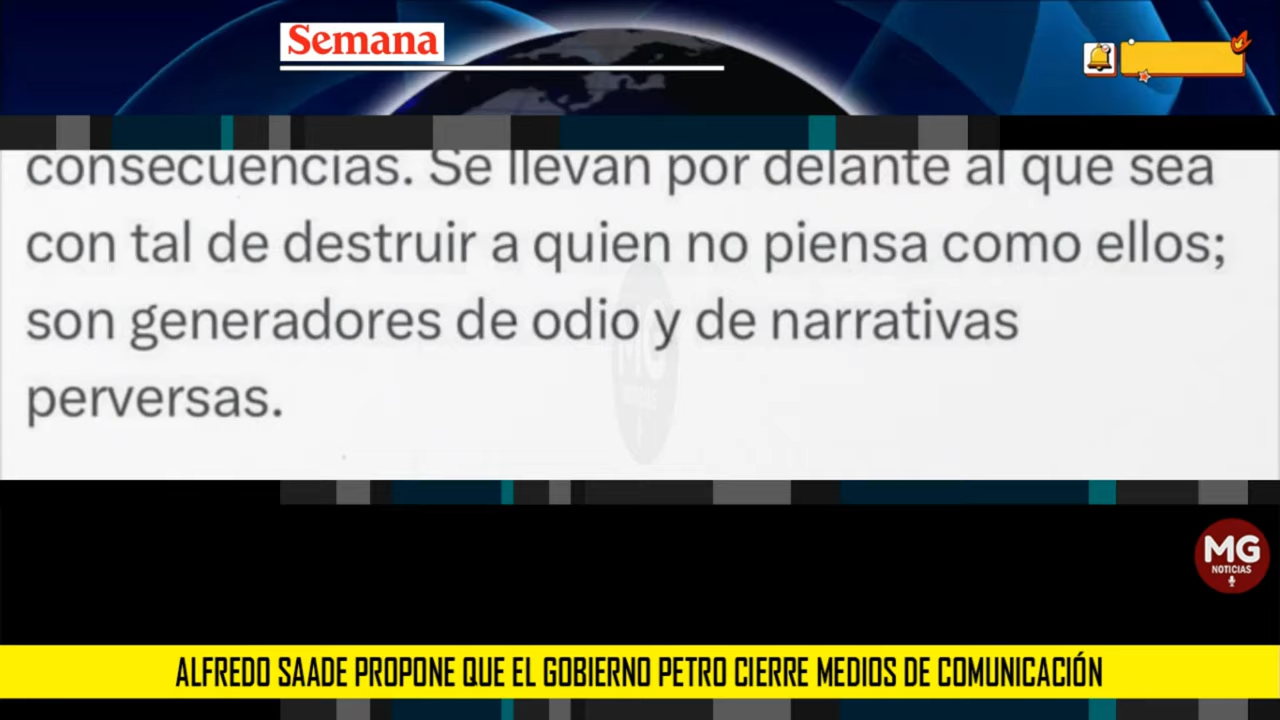 Semana
consecuencias. Se llevan por delante al que sea
con tal de destruir a quien no piensa como ellos;
son generadores de odio y de narrativas
perversas.
MG
NOTICIAS
MG
NOTICIAS
ALFREDO SAADE PROPONE QUE EL GOBIERNO PETRO CIERRE MEDIOS DE COMUNICACIÓN